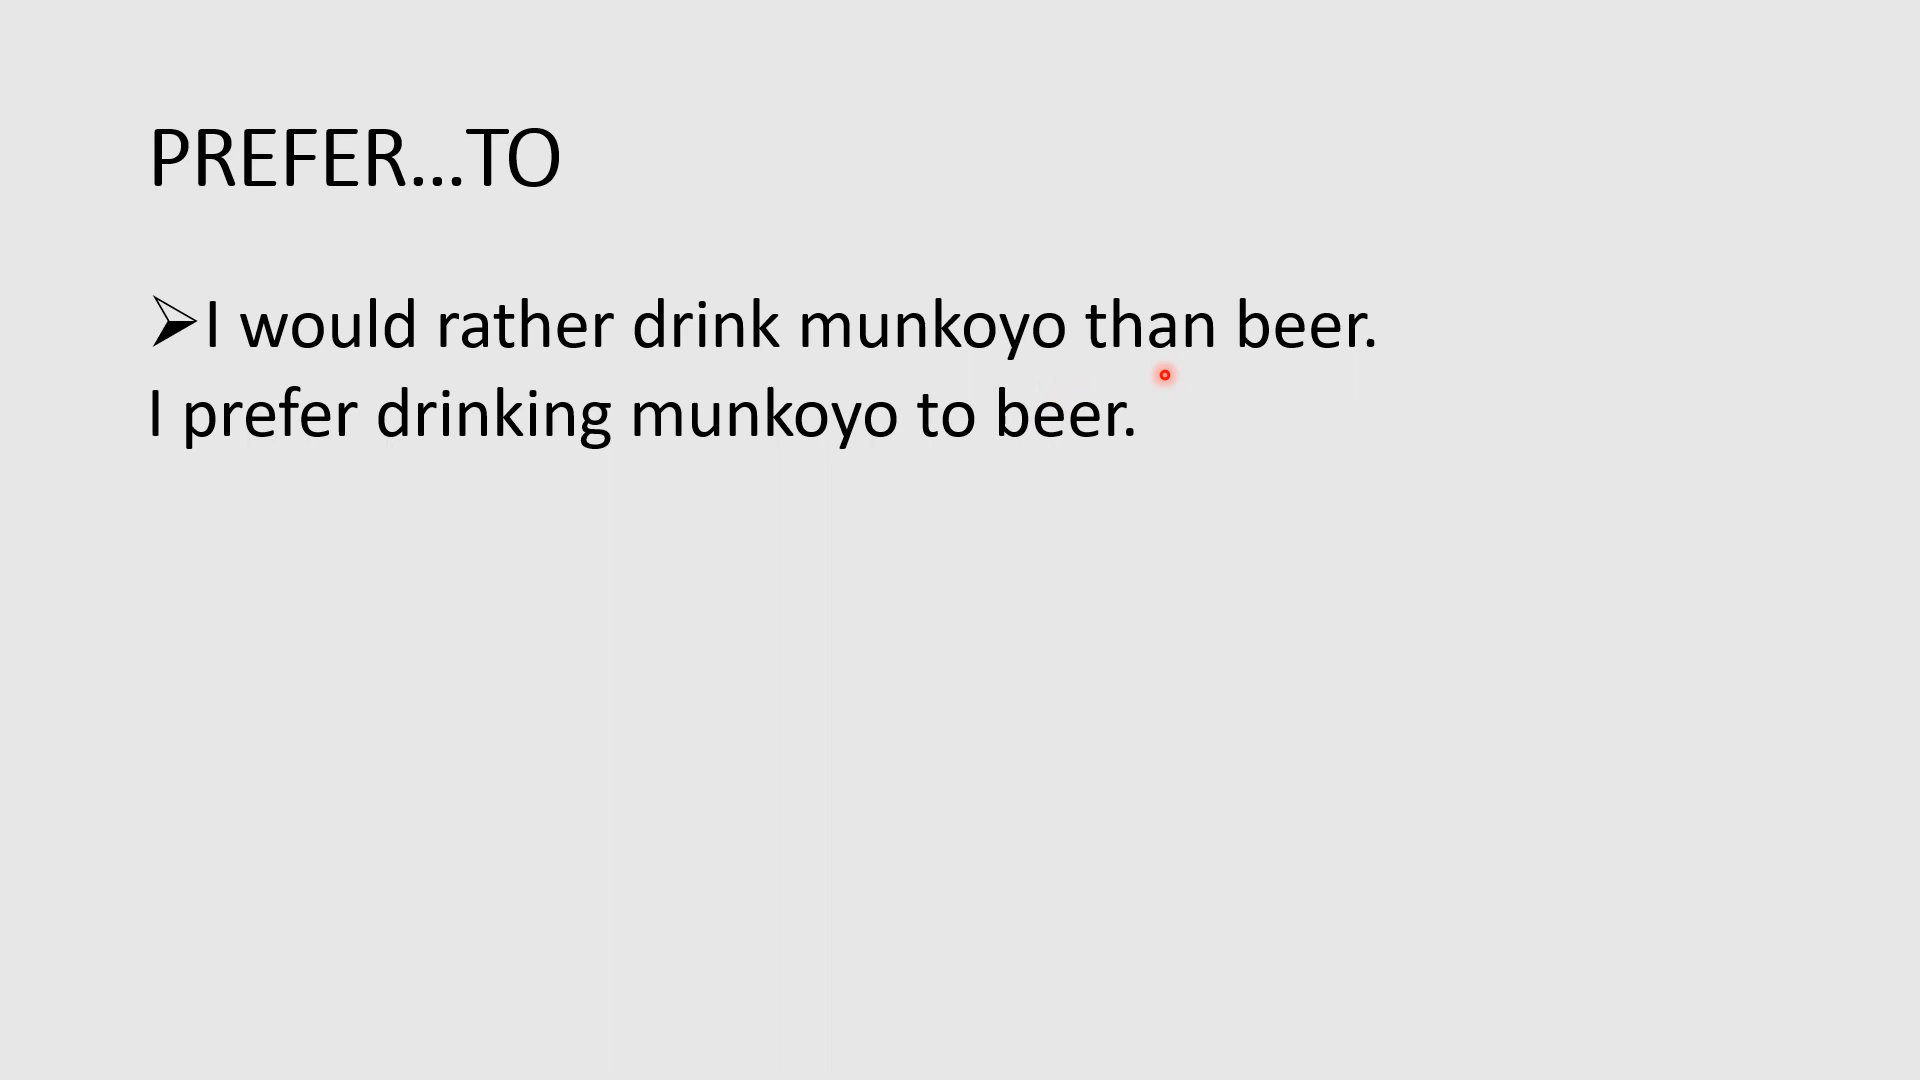 PREFER...TO
➢I would rather drink munkoyo than beer.
I prefer drinking munkoyo to beer.